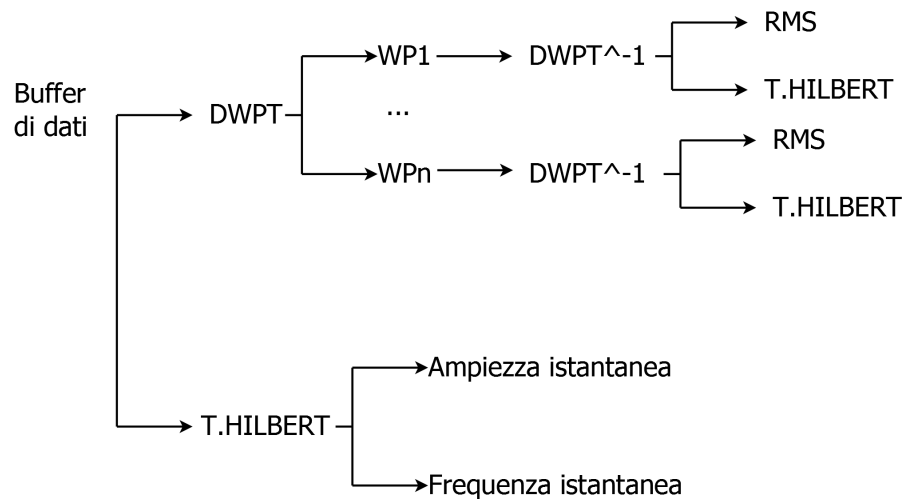 RMS
WP1
DWPT^-1
T.HILBERT
Buffer
di dati
DWPT
...
RMS
WPn
DWPT^-1
T.HILBERT
Ampiezza istantanea
T.HILBERT
Frequenza istantanea